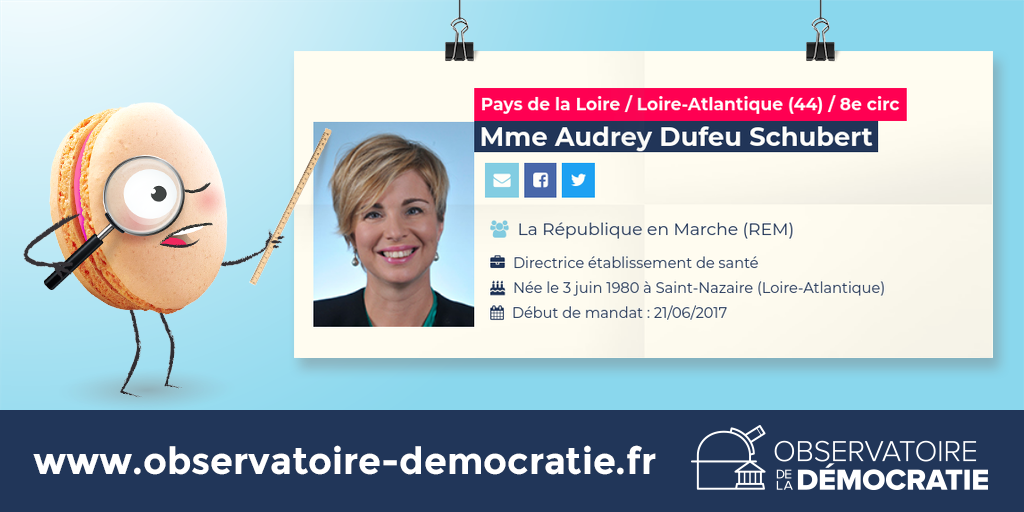 Pays de la Loire / Loire-Atlantique (44) / 8e circ
Mme Audrey Dufeu Schubert
La République en Marche (REM)
Directrice établissement de santé
Née le 3 juin 1980 à Saint-Nazaire (Loire-Atlantique)
Début de mandat : 21/06/2017
www.observatoire-democratie.fr
OBSERVATOIRE
DE LA DÉMOCRATIE